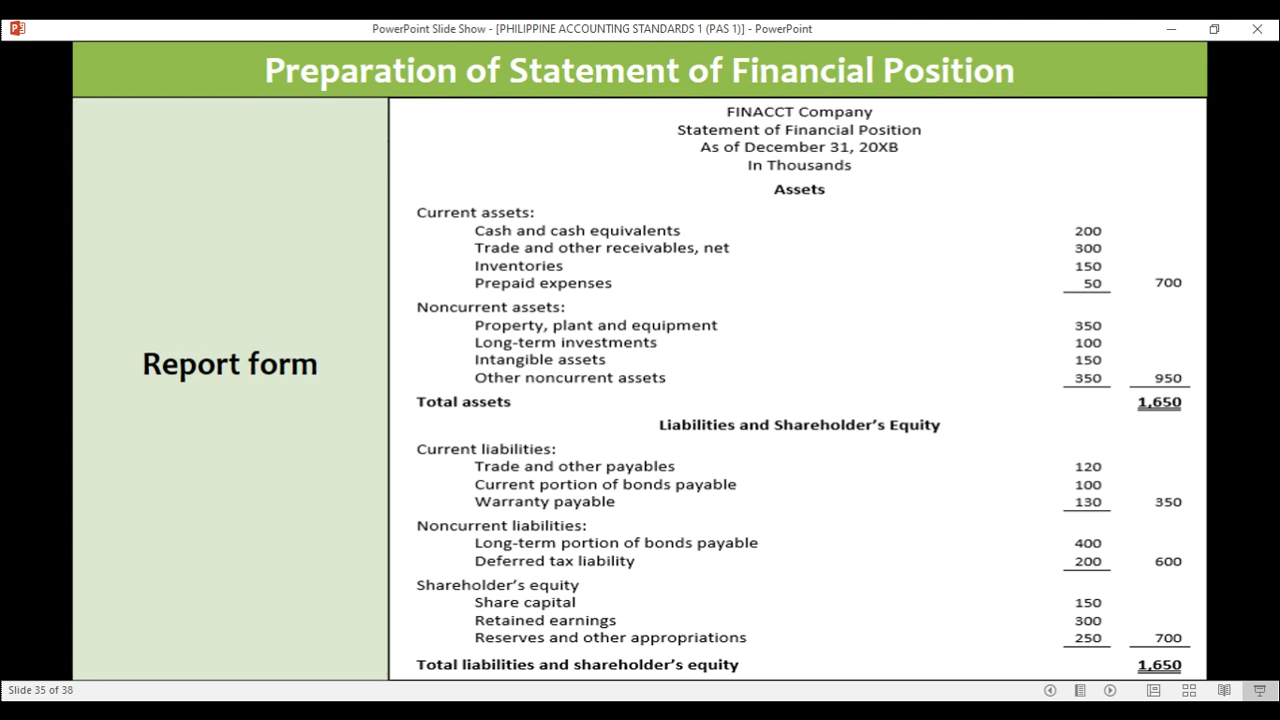 PowerPoint Slide Show - [PHILIPPINE ACCOUNTING STANDARDS 1 (PAS 1)] - PowerPoint
Preparation of Statement of Financial Position
Report form
FINACCT Company
Statement of Financial Position
As of December 31, 20XB
In Thousands
Assets
Current assets:
Cash and cash equivalents 200
Trade and other receivables, net 300
Inventories 150
Prepaid expenses 50 700
Noncurrent assets:
Property, plant and equipment 350
Long-term investments 100
Intangible assets 150
Other noncurrent assets 350 950
Total assets 1,650
Liabilities and Shareholder's Equity
Current liabilities:
Trade and other payables 120
Current portion of bonds payable 100
Warranty payable 130 350
Noncurrent liabilities:
Long-term portion of bonds payable 400
Deferred tax liability 200 600
Shareholder's equity
Share capital 150
Retained earnings 300
Reserves and other appropriations 250 700
Total liabilities and shareholder's equity 1,650
Slide 35 of 38